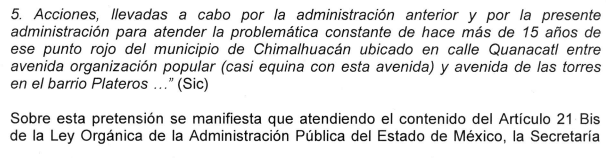 5. Acciones, llevadas a cabo por la administración anterior y por la presente
administración para atender la problemática constante de hace más de 15 años de
ese punto rojo del municipio de Chimalhuacán ubicado en calle Quanacatl entre
avenida organización popular (casi equina con esta avenida) y avenida de las torres
en el barrio Plateros ...” (Sic)
Sobre esta pretensión se manifiesta que atendiendo el contenido del Artículo 21 Bis
de la Ley Orgánica de la Administración Pública del Estado de México, la Secretaría